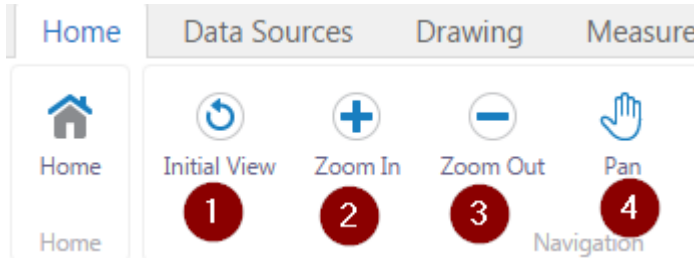 Home Data Sources Drawing Measure
Home Initial View Zoom In Zoom Out Pan
1 2 3 4
Home Navigation